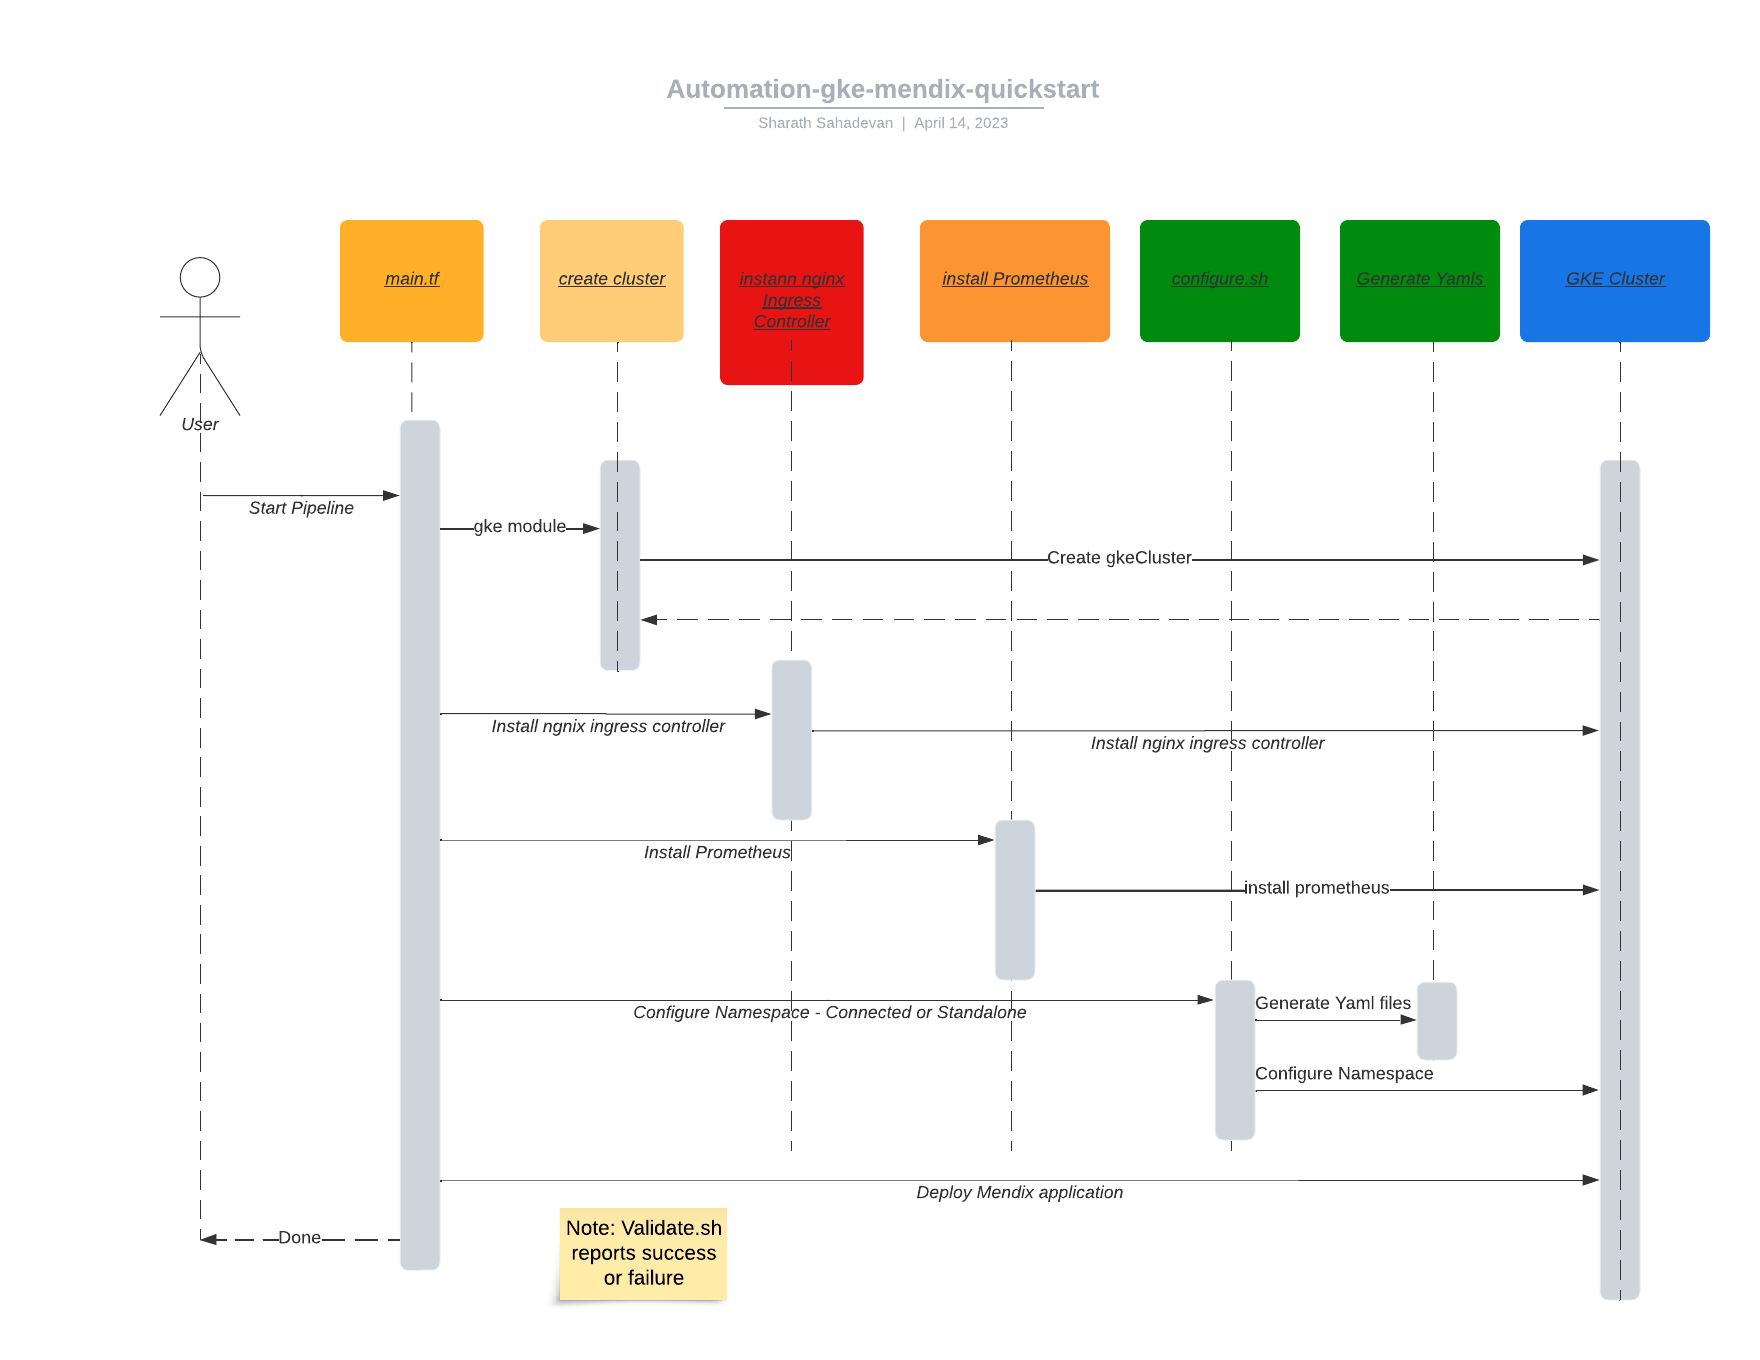 Automation-gke-mendix-quickstart
Sharath Sahadevan | April 14, 2023
main.tf
create cluster
instann nginx
Ingress
Controller
install Prometheus
configure.sh
Generate Yamls
GKE Cluster
User
Start Pipeline
gke module
Create gkeCluster
Install ngnix ingress controller
Install nginx ingress controller
Install Prometheus
install prometheus
Configure Namespace - Connected or Standalone
Generate Yaml files
Configure Namespace
Deploy Mendix application
Done
Note: Validate.sh
reports success
or failure